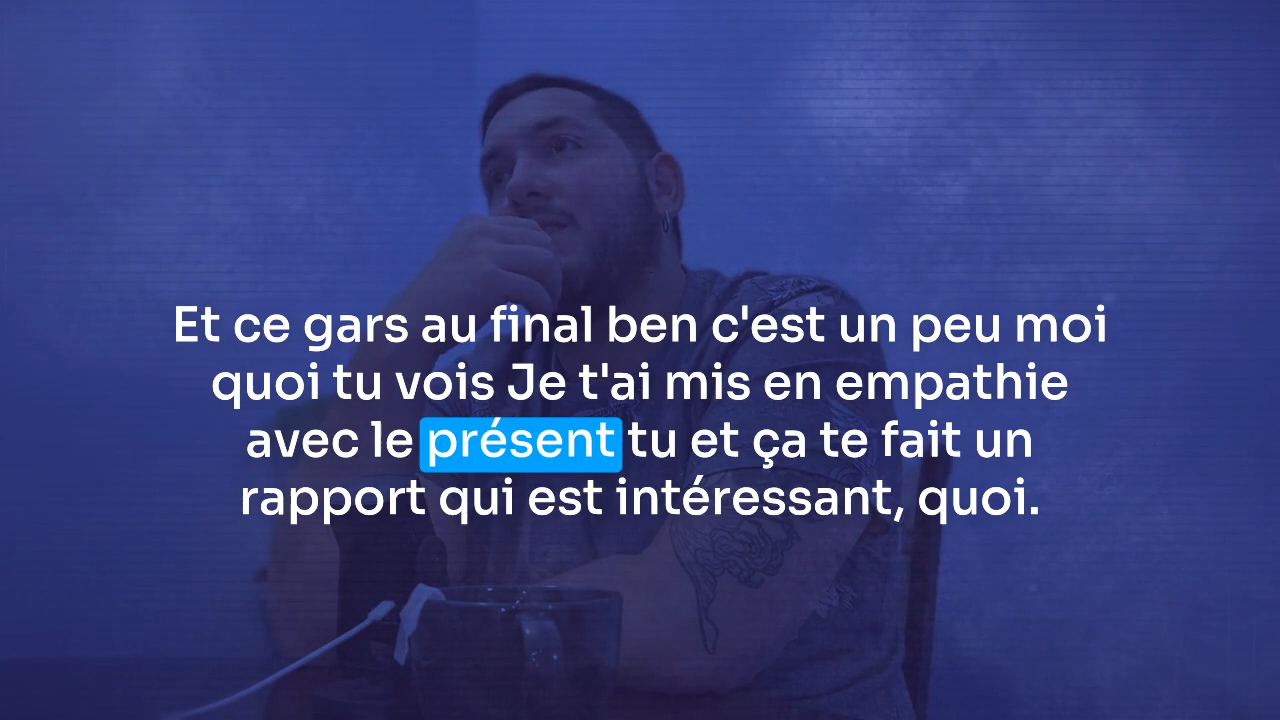 Et ce gars au final ben c'est un peu moi
quoi tu vois Je t'ai mis en empathie
avec le présent tu et ça te fait un
rapport qui est intéressant, quoi.